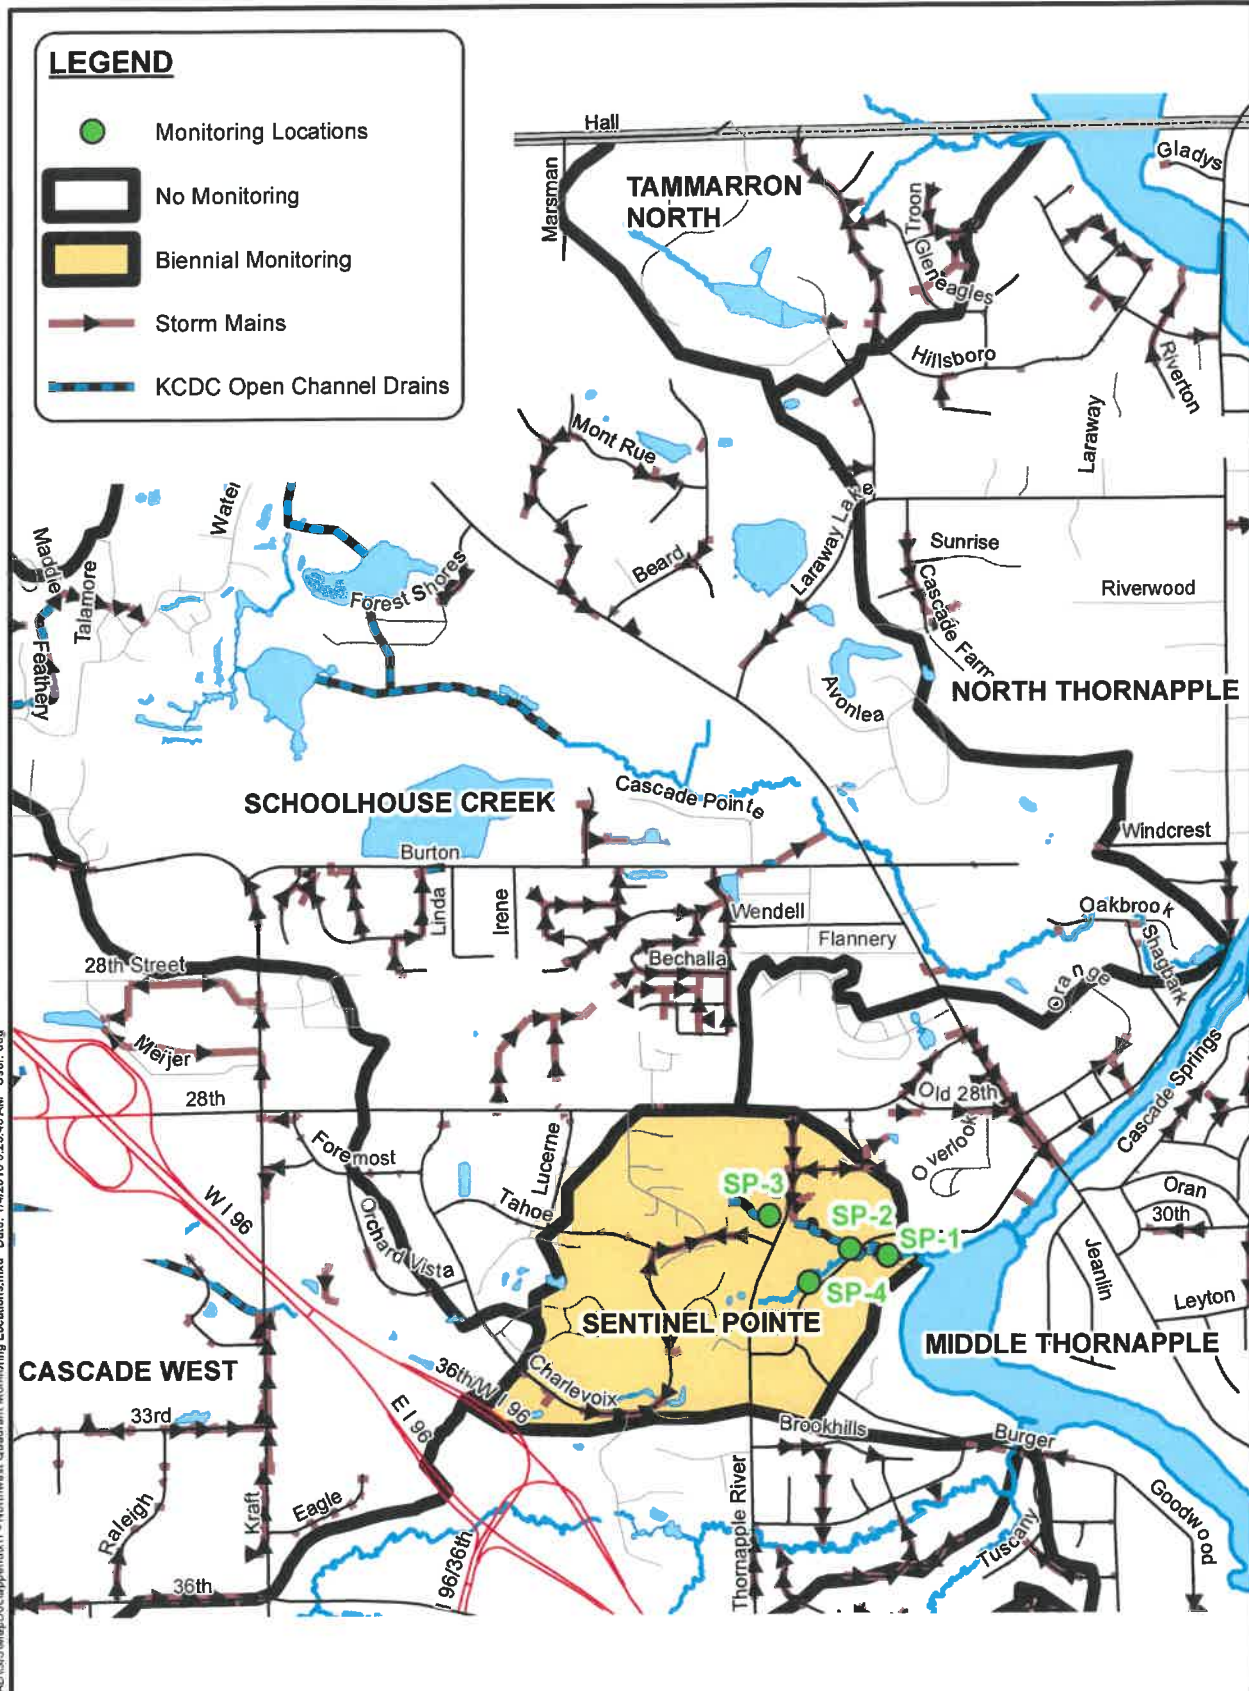 LEGEND
Monitoring Locations
No Monitoring
Biennial Monitoring
Storm Mains
KCDC Open Channel Drains
Hall
Marsman
TAMMARRON
NORTH
Troon
Gleneagles
Gladys
Hillsboro
Riverton
Laraway
Mont Rue
Beard
Laraway Lake
Water
Maddie
Talamore
Feathery
Forest Shores
Sunrise
Cascade Farm
Riverwood
Avonlea
NORTH THORNAPPLE
SCHOOLHOUSE CREEK
Cascade Pointe
Burton
Windcrest
Linda
Irene
Wendell
Flannery
Oakbrook
Shagbark
Orange
Bechalla
28th Street
Meijer
28th
Old 28th
Overlook
Cascade Springs
Foremost
Lucerne
Tahoe
Orchard Vista
W I 96
SP-3
SP-2
SP-1
SP-4
Oran
30th
Jeanlin
Leyton
SENTINEL POINTE
MIDDLE THORNAPPLE
CASCADE WEST
36th/W I 96
Charlevoix
E I 96
33rd
Brookhills
Burger
Raleigh
Kraft
Eagle
Thornapple River
Goodwood
Tuscany
36th
I 96/36th